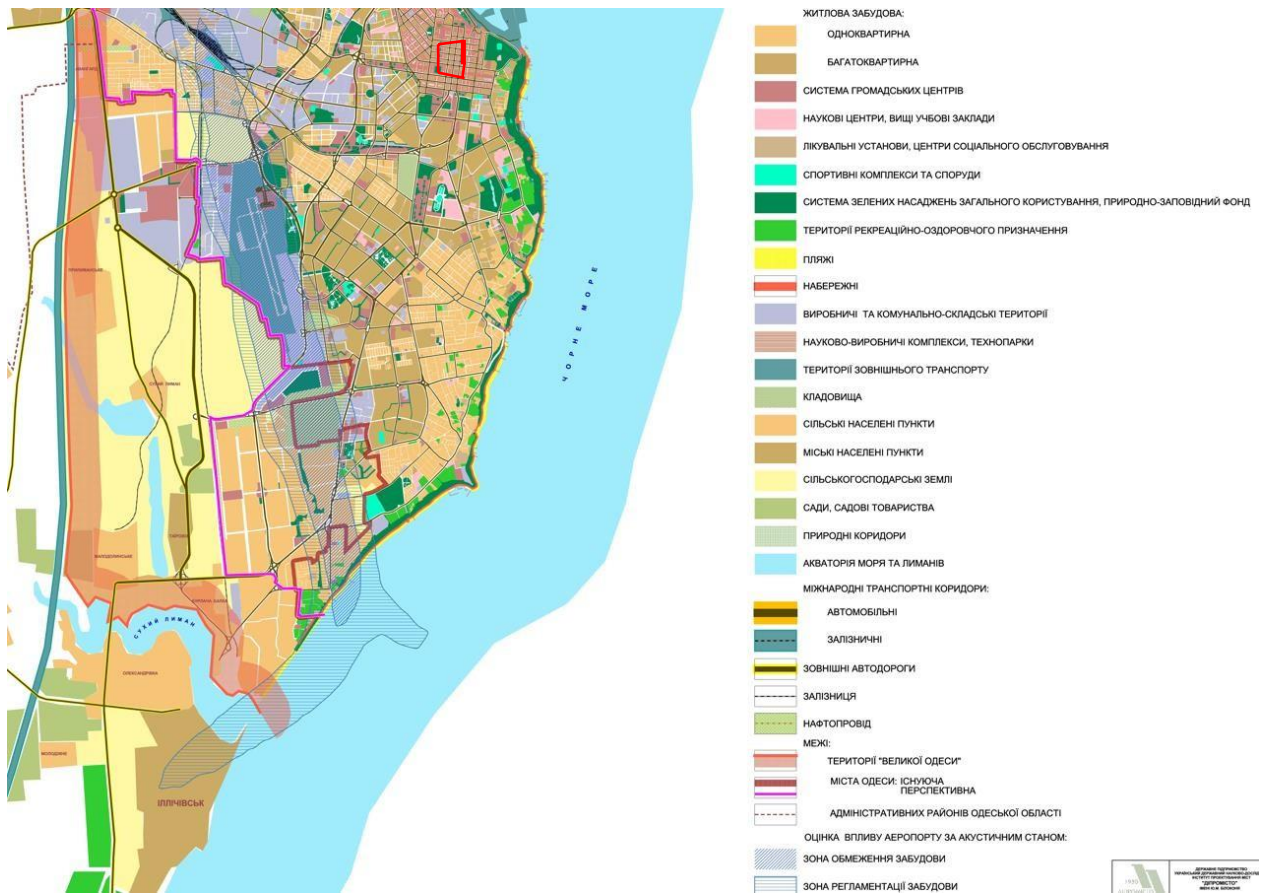 ЧОРНЕ МОРЕ
СУХИЙ ЛИМАН
СУХИЙ ЛИМАН
ІЛЛІЧІВСЬК
ЖИТЛОВА ЗАБУДОВА:
ОДНОКВАРТИРНА
БАГАТОКВАРТИРНА
СИСТЕМА ГРОМАДСЬКИХ ЦЕНТРІВ
НАУКОВІ ЦЕНТРИ, ВИЩІ УЧБОВІ ЗАКЛАДИ
ЛІКУВАЛЬНІ УСТАНОВИ, ЦЕНТРИ СОЦІАЛЬНОГО ОБСЛУГОВУВАННЯ
СПОРТИВНІ КОМПЛЕКСИ ТА СПОРУДИ
СИСТЕМА ЗЕЛЕНИХ НАСАДЖЕНЬ ЗАГАЛЬНОГО КОРИСТУВАННЯ, ПРИРОДНО-ЗАПОВІДНИЙ ФОНД
ТЕРИТОРІЇ РЕКРЕАЦІЙНО-ОЗДОРОВЧОГО ПРИЗНАЧЕННЯ
ПЛЯЖІ
НАБЕРЕЖНІ
ВИРОБНИЧІ ТА КОМУНАЛЬНО-СКЛАДСЬКІ ТЕРИТОРІЇ
НАУКОВО-ВИРОБНИЧІ КОМПЛЕКСИ, ТЕХНОПАРКИ
ТЕРИТОРІЇ ЗОВНІШНЬОГО ТРАНСПОРТУ
КЛАДОВИЩА
СІЛЬСЬКІ НАСЕЛЕНІ ПУНКТИ
МІСЬКІ НАСЕЛЕНІ ПУНКТИ
СІЛЬСЬКОГОСПОДАРСЬКІ ЗЕМЛІ
САДИ, САДОВІ ТОВАРИСТВА
ПРИРОДНІ КОРИДОРИ
АКВАТОРІЯ МОРЯ ТА ЛИМАНІВ
МІЖНАРОДНІ ТРАНСПОРТНІ КОРИДОРИ:
АВТОМОБІЛЬНІ
ЗАЛІЗНИЧНІ
ЗОВНІШНІ АВТОДОРОГИ
ЗАЛІЗНИЦЯ
НАФТОПРОВІД
МЕЖІ:
ТЕРИТОРІЇ "ВЕЛИКОЇ ОДЕСИ"
МІСТА ОДЕСИ: ІСНУЮЧА
ПЕРСПЕКТИВНА
АДМІНІСТРАТИВНИХ РАЙОНІВ ОДЕСЬКОЇ ОБЛАСТІ
ОЦІНКА ВПЛИВУ АЕРОПОРТУ ЗА АКУСТИЧНИМ СТАНОМ:
ЗОНА ОБМЕЖЕННЯ ЗАБУДОВИ
ЗОНА РЕГЛАМЕНТАЦІЇ ЗАБУДОВИ